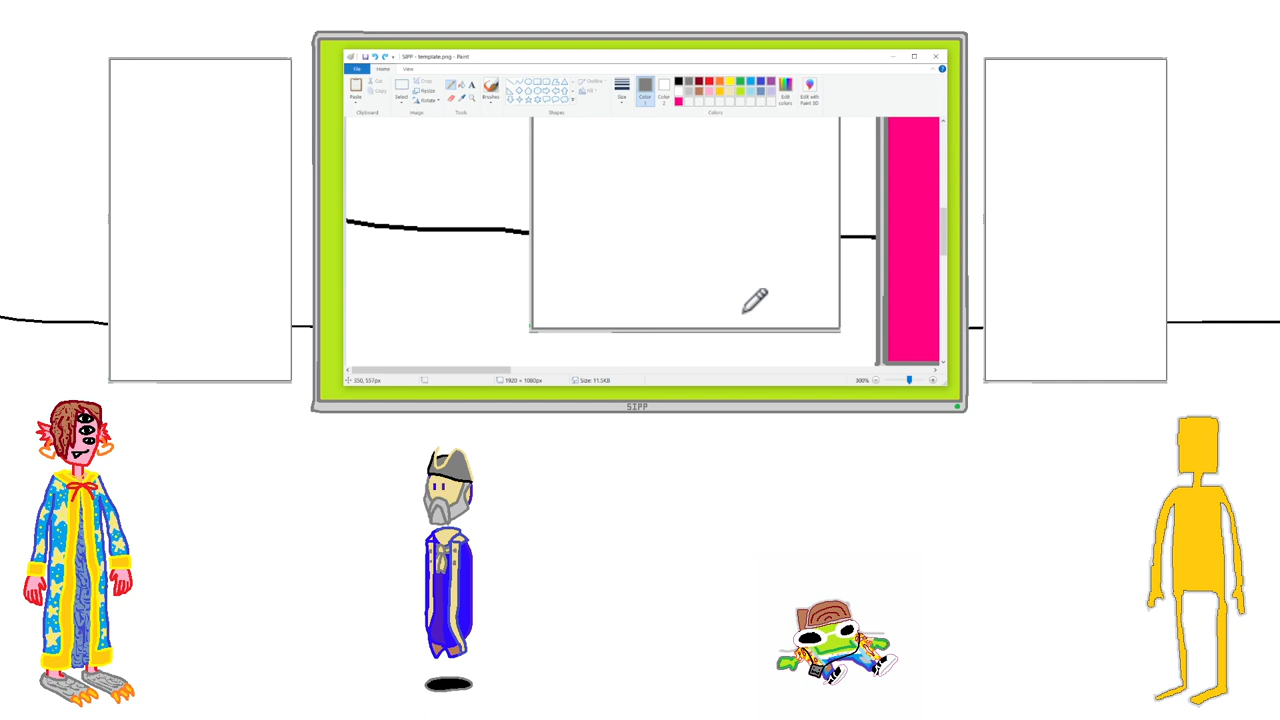 SIPP - template.png - Paint
File Home View
Paste
Cut
Copy
Clipboard
Select
Crop
Resize
Rotate
Image
A
Tools
Brushes
Outline
Fill
Shapes
Size
Color 1
Color 2
Edit colors
Edit with Paint 3D
Colors
350, 557px
1920 × 1080px
Size: 11.5KB
300%
SIPP